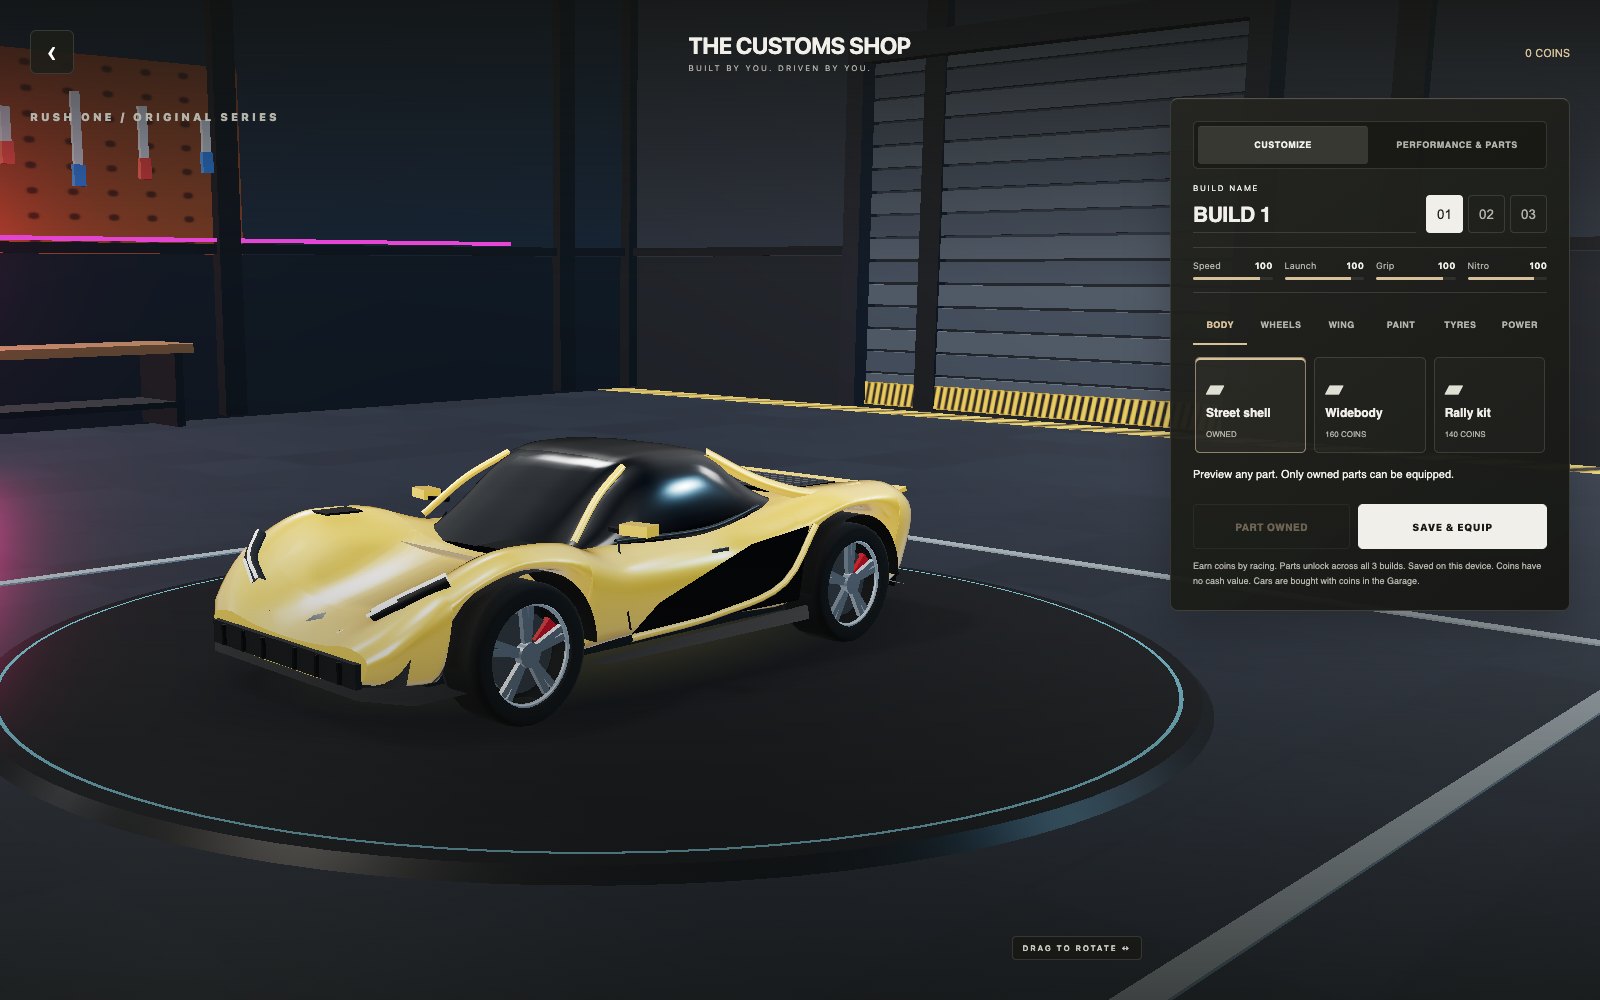 THE CUSTOMS SHOP
BUILT BY YOU. DRIVEN BY YOU.
0 COINS
RUSH ONE / ORIGINAL SERIES
CUSTOMIZE
PERFORMANCE & PARTS
BUILD NAME
BUILD 1
01 02 03
Speed 100 Launch 100 Grip 100 Nitro 100
BODY WHEELS WING PAINT TYRES POWER
Street shell
OWNED
Widebody
160 COINS
Rally kit
140 COINS
Preview any part. Only owned parts can be equipped.
PART OWNED
SAVE & EQUIP
Earn coins by racing. Parts unlock across all 3 builds. Saved on this device. Coins have
no cash value. Cars are bought with coins in the Garage.
DRAG TO ROTATE ↔